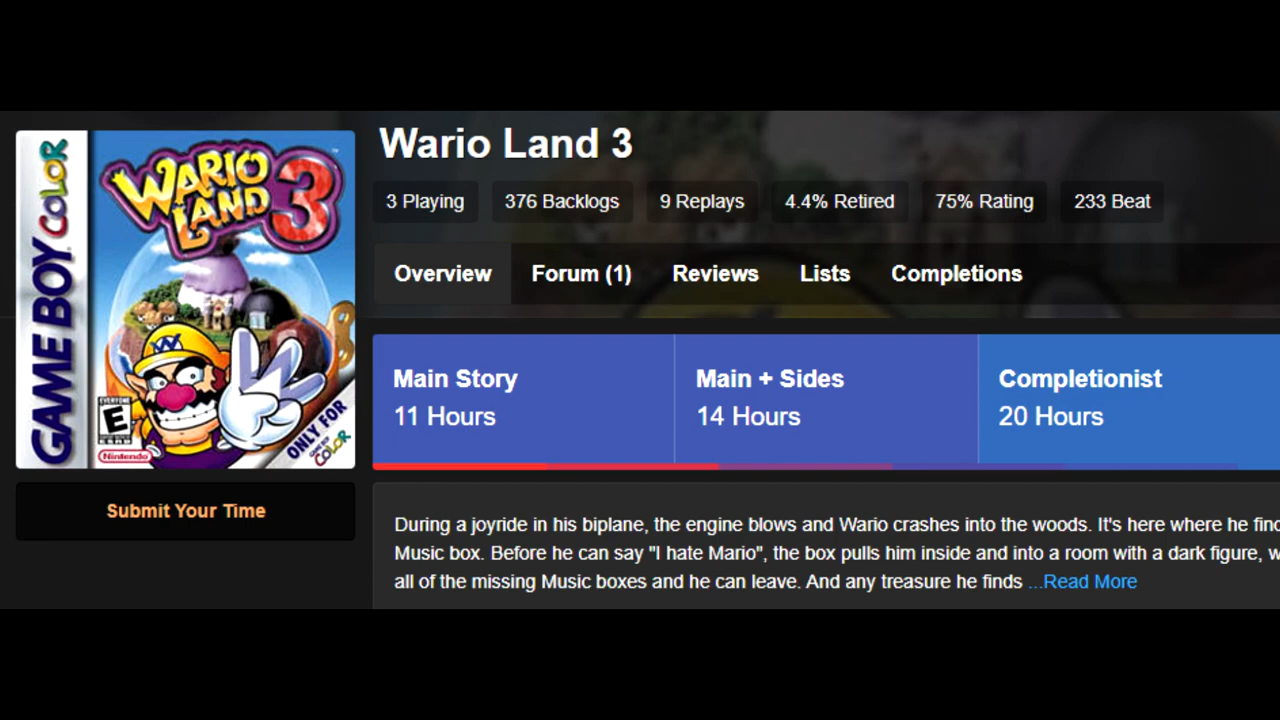 Wario Land 3
3 Playing 376 Backlogs 9 Replays 4.4% Retired 75% Rating 233 Beat
Overview Forum (1) Reviews Lists Completions
GAME BOY COLOR
WARIO
LAND 3
EVERYONE
E
Nintendo
ONLY FOR
GAME BOY
COLOR
Main Story Main + Sides Completionist
11 Hours 14 Hours 20 Hours
Submit Your Time
During a joyride in his biplane, the engine blows and Wario crashes into the woods. It's here where he
Music box. Before he can say "I hate Mario", the box pulls him inside and into a room with a dark figure,
all of the missing Music boxes and he can leave. And any treasure he finds ...Read More